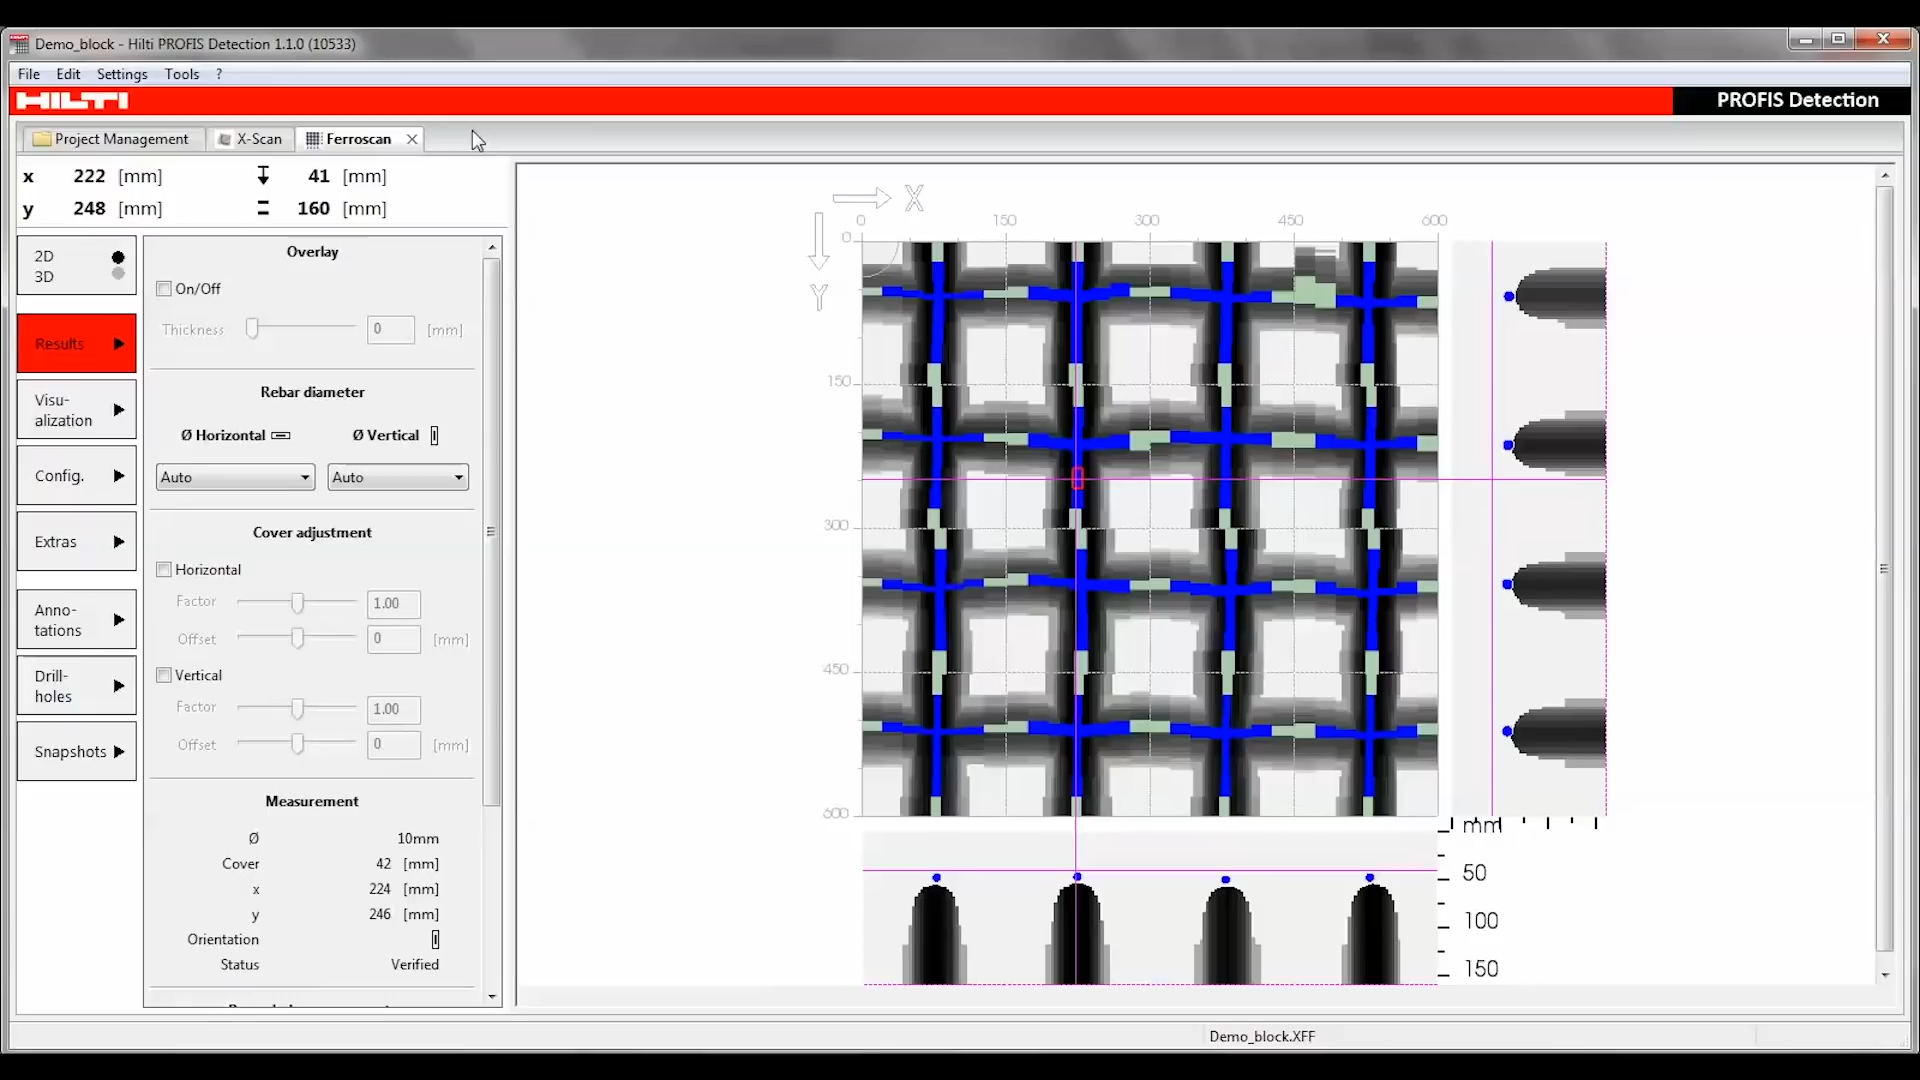 Demo_block - Hilti PROFIS Detection 1.1.0 (10533)
File Edit Settings Tools ?
HILTI
PROFIS Detection
Project Management X-Scan Ferroscan
x 222 [mm] 41 [mm]
y 248 [mm] 160 [mm]
2D
3D
Results
Visu-
alization
Config.
Extras
Anno-
tations
Drill-
holes
Snapshots
Overlay
On/Off
Thickness 0 [mm]
Rebar diameter
Ø Horizontal Ø Vertical
Auto Auto
Cover adjustment
Horizontal
Factor 1.00
Offset 0 [mm]
Vertical
Factor 1.00
Offset 0 [mm]
Measurement
Ø 10mm
Cover 42 [mm]
x 224 [mm]
y 246 [mm]
Orientation
Status Verified
X
0 150 300 450 600
0
Y
150
300
450
600
mm
50
100
150
Demo_block.XFF